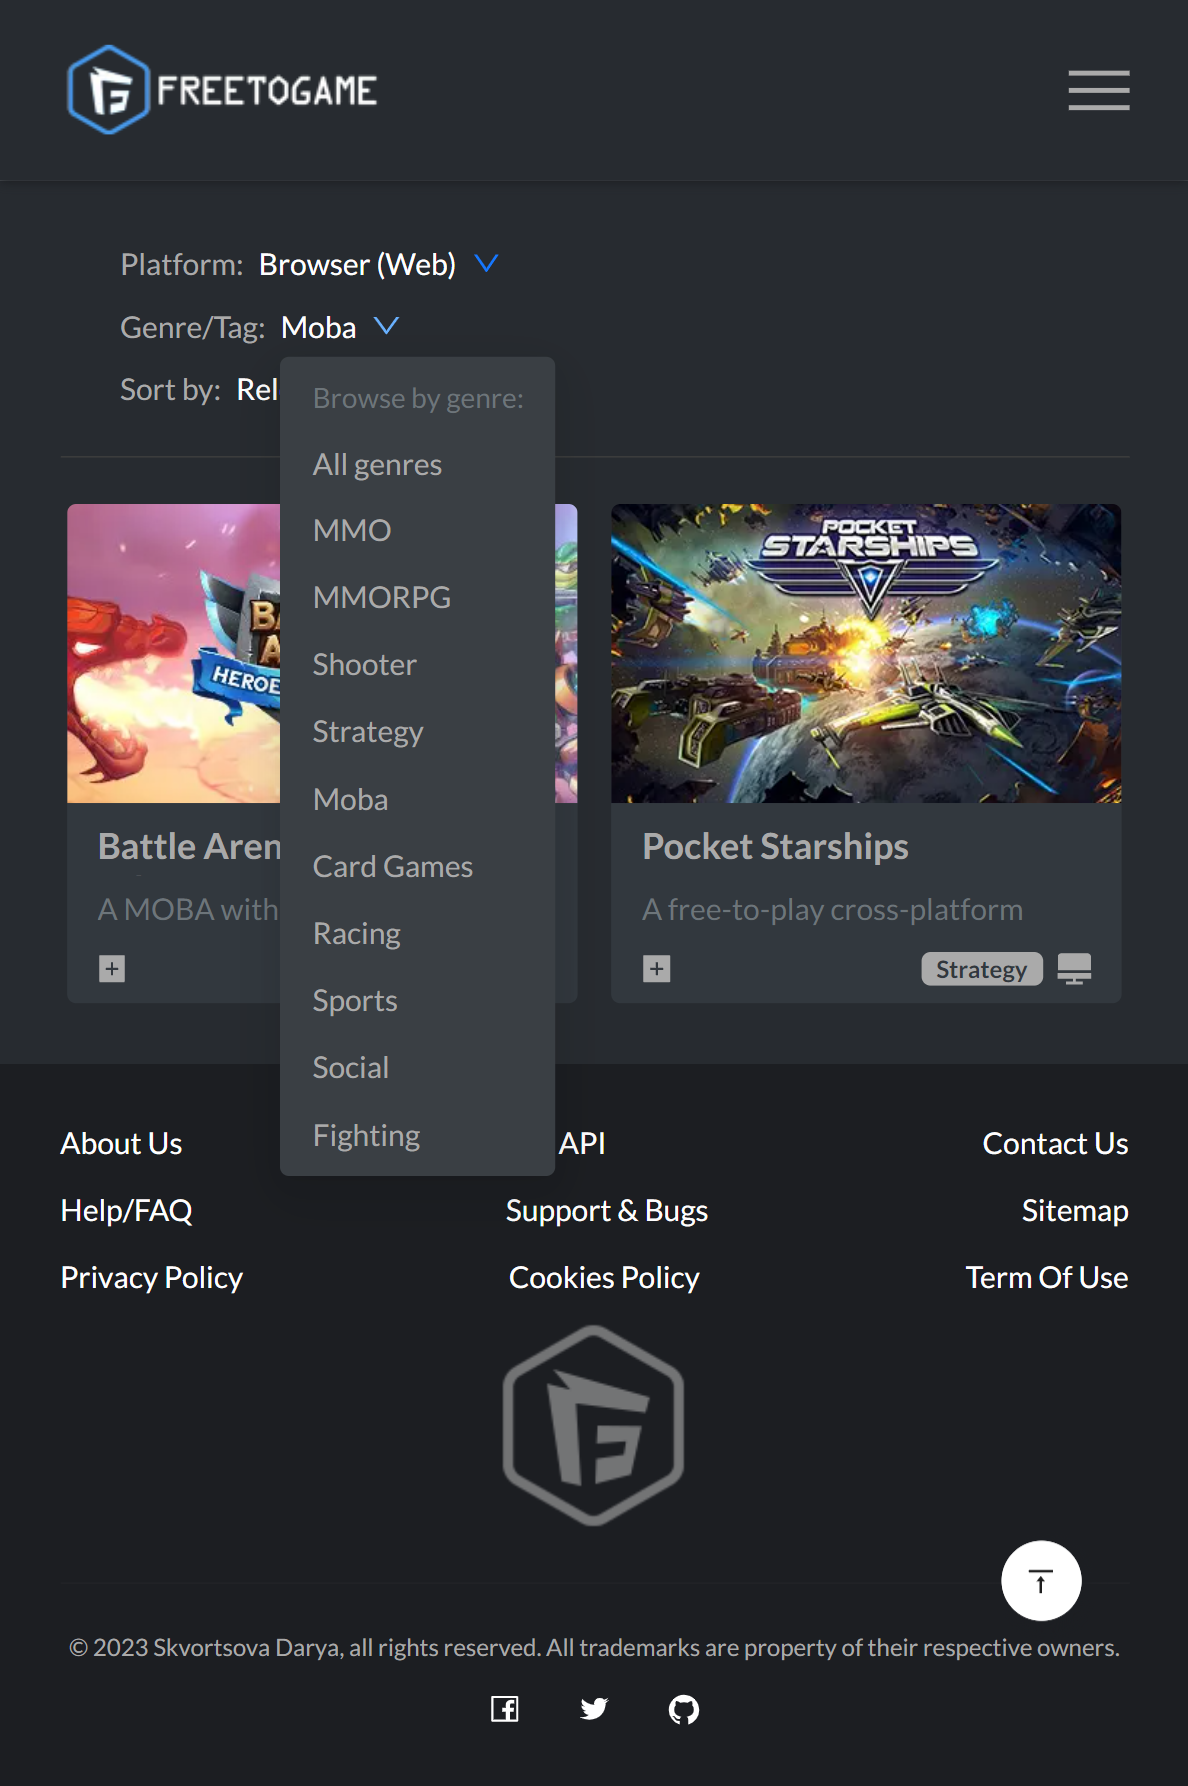 FREETOGAME
Platform: Browser (Web)
Genre/Tag: Moba
Sort by: Rel
Browse by genre:
All genres
MMO
MMORPG
Shooter
Strategy
Moba
Card Games
Racing
Sports
Social
Fighting
BA
A
HEROE
Battle Aren
A MOBA with
POCKET
STARSHIPS
Pocket Starships
A free-to-play cross-platform
Strategy
About Us
API
Contact Us
Help/FAQ
Support & Bugs
Sitemap
Privacy Policy
Cookies Policy
Term Of Use
© 2023 Skvortsova Darya, all rights reserved. All trademarks are property of their respective owners.